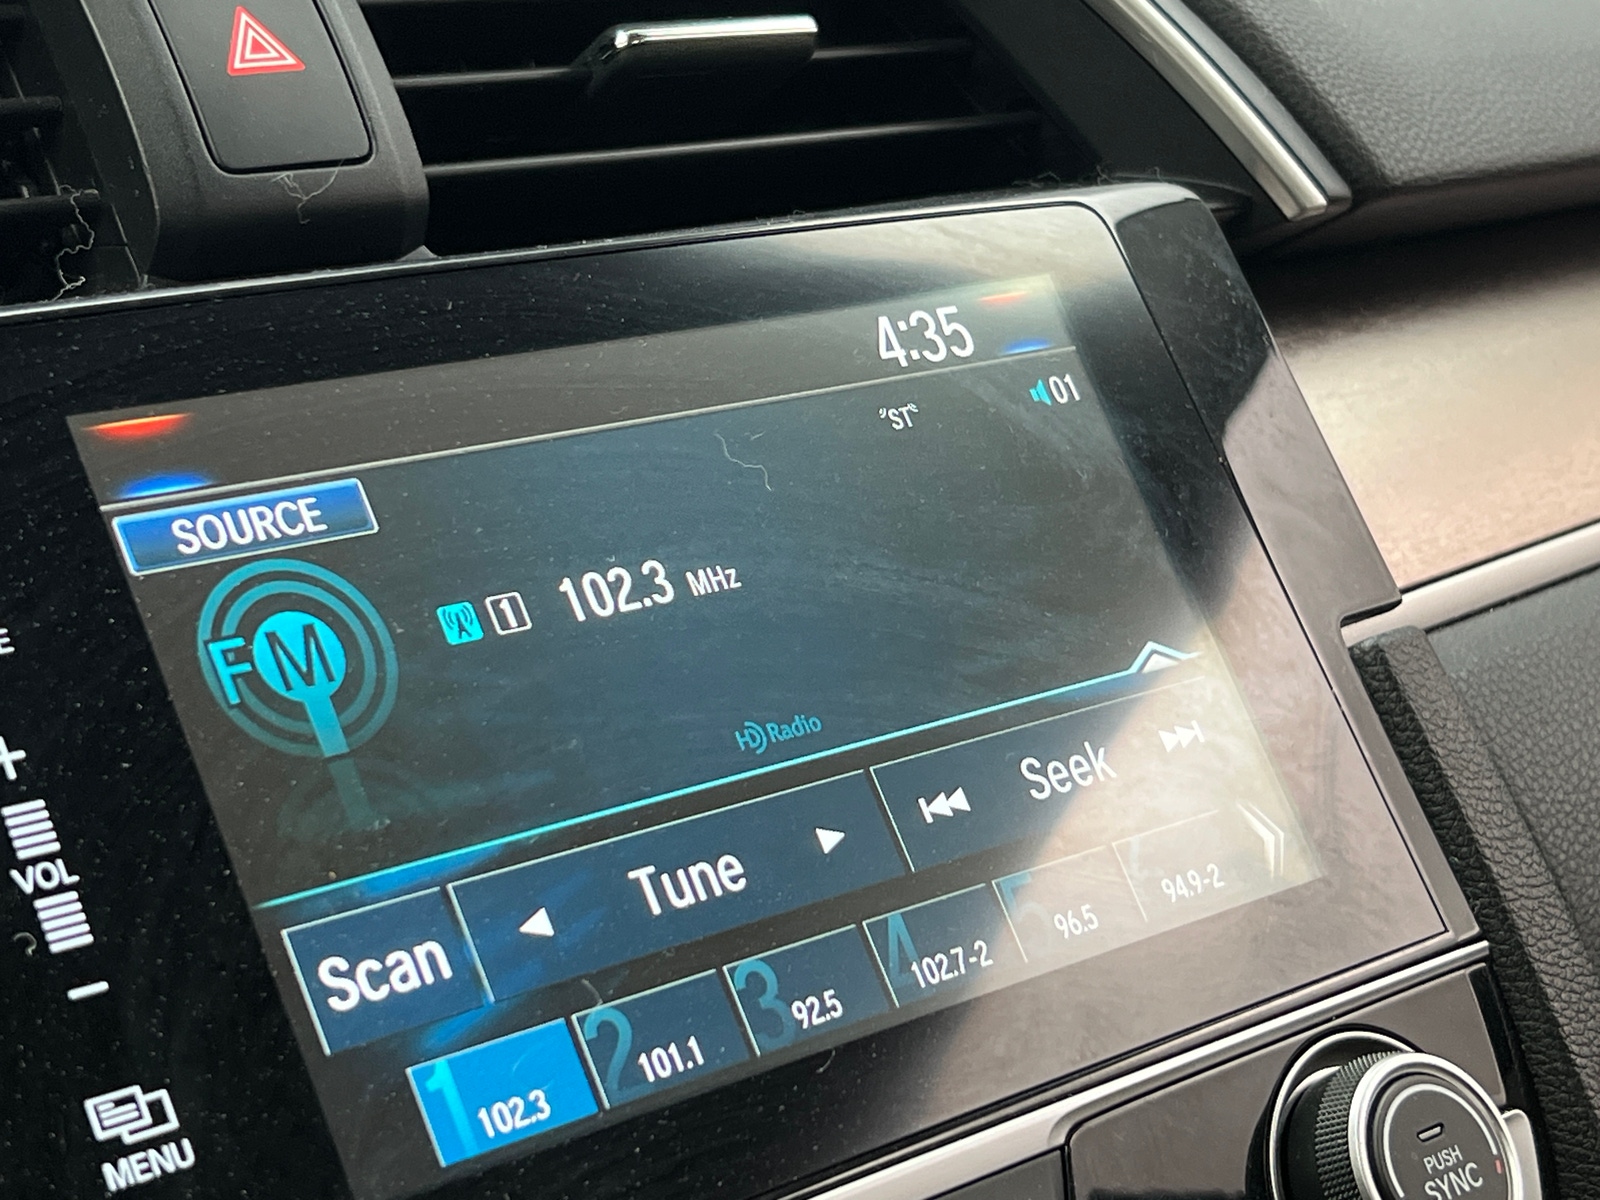 4:35
"ST"
01
SOURCE
FM
1 102.3 MHz
HD Radio
Scan
Tune
Seek
1 102.3
2 101.1
3 92.5
4 102.7-2
5 96.5
94.9-2
E
+
VOL
-
MENU
PUSH
SYNC